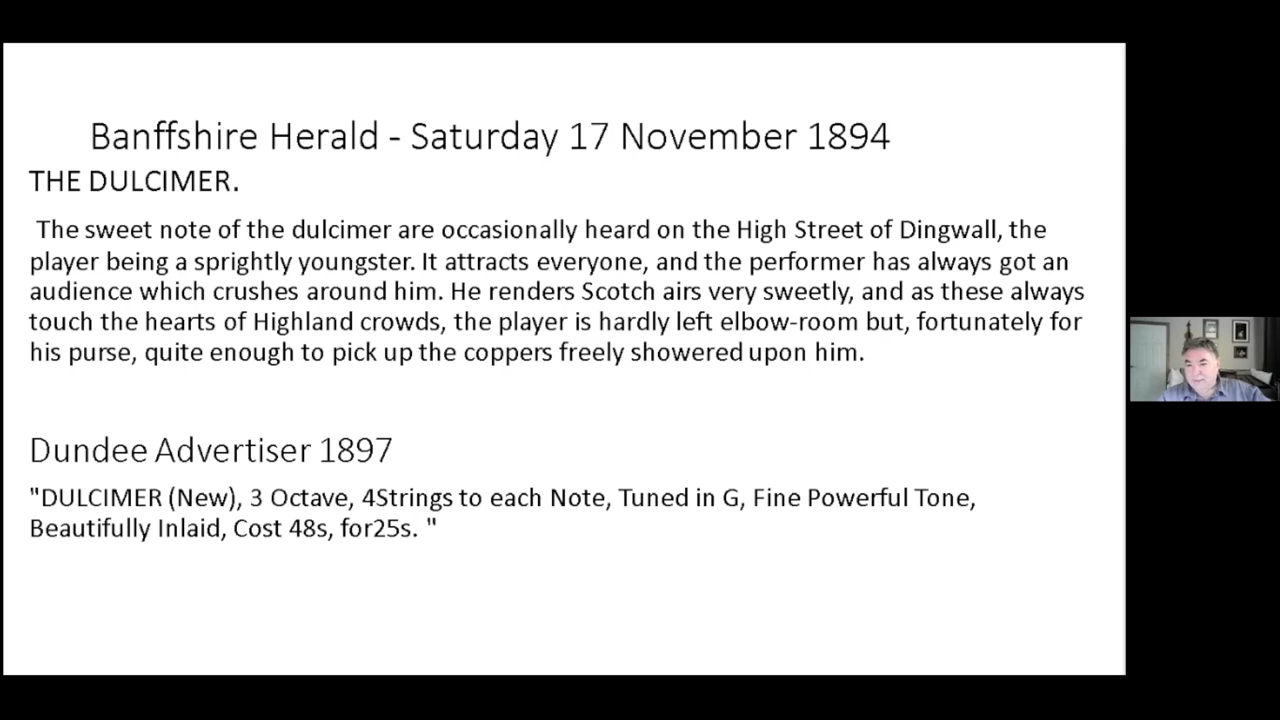 Banffshire Herald - Saturday 17 November 1894
THE DULCIMER.
The sweet note of the dulcimer are occasionally heard on the High Street of Dingwall, the
player being a sprightly youngster. It attracts everyone, and the performer has always got an
audience which crushes around him. He renders Scotch airs very sweetly, and as these always
touch the hearts of Highland crowds, the player is hardly left elbow-room but, fortunately for
his purse, quite enough to pick up the coppers freely showered upon him.
Dundee Advertiser 1897
"DULCIMER (New), 3 Octave, 4Strings to each Note, Tuned in G, Fine Powerful Tone,
Beautifully Inlaid, Cost 48s, for25s. "